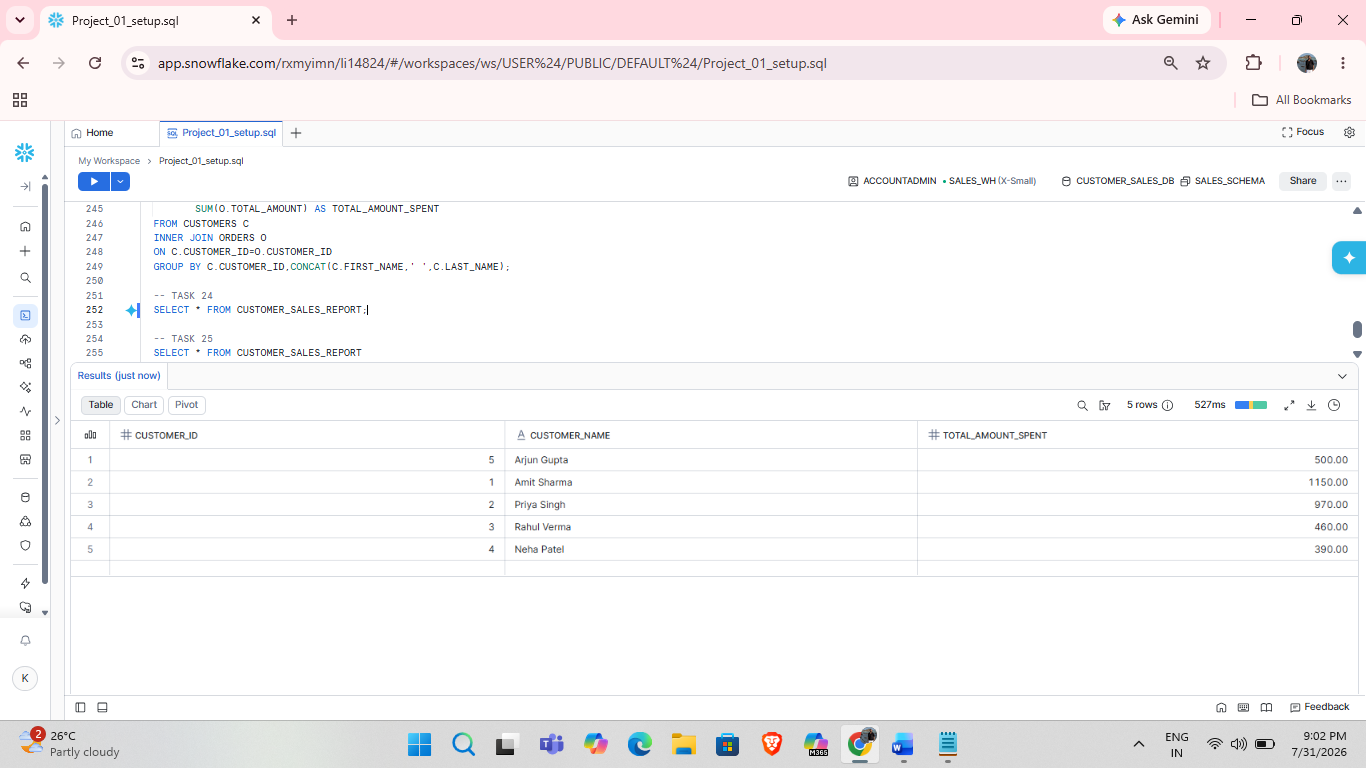 Project_01_setup.sql
Ask Gemini
app.snowflake.com/rxmyimn/li14824/#/workspaces/ws/USER%24/PUBLIC/DEFAULT%24/Project_01_setup.sql
All Bookmarks
Home
Project_01_setup.sql
Focus
My Workspace > Project_01_setup.sql
ACCOUNTADMIN • SALES_WH (X-Small) CUSTOMER_SALES_DB SALES_SCHEMA Share
245 SUM(O.TOTAL_AMOUNT) AS TOTAL_AMOUNT_SPENT
246 FROM CUSTOMERS C
247 INNER JOIN ORDERS O
248 ON C.CUSTOMER_ID=O.CUSTOMER_ID
249 GROUP BY C.CUSTOMER_ID,CONCAT(C.FIRST_NAME,' ',C.LAST_NAME);
250
251 -- TASK 24
252 SELECT * FROM CUSTOMER_SALES_REPORT;
253
254 -- TASK 25
255 SELECT * FROM CUSTOMER_SALES_REPORT
Results (just now)
Table Chart Pivot 5 rows 527ms
# CUSTOMER_ID A CUSTOMER_NAME # TOTAL_AMOUNT_SPENT
1 5 Arjun Gupta 500.00
2 1 Amit Sharma 1150.00
3 2 Priya Singh 970.00
4 3 Rahul Verma 460.00
5 4 Neha Patel 390.00
K
Feedback
2
26°C
Partly cloudy
M365
ENG
IN
9:02 PM
7/31/2026